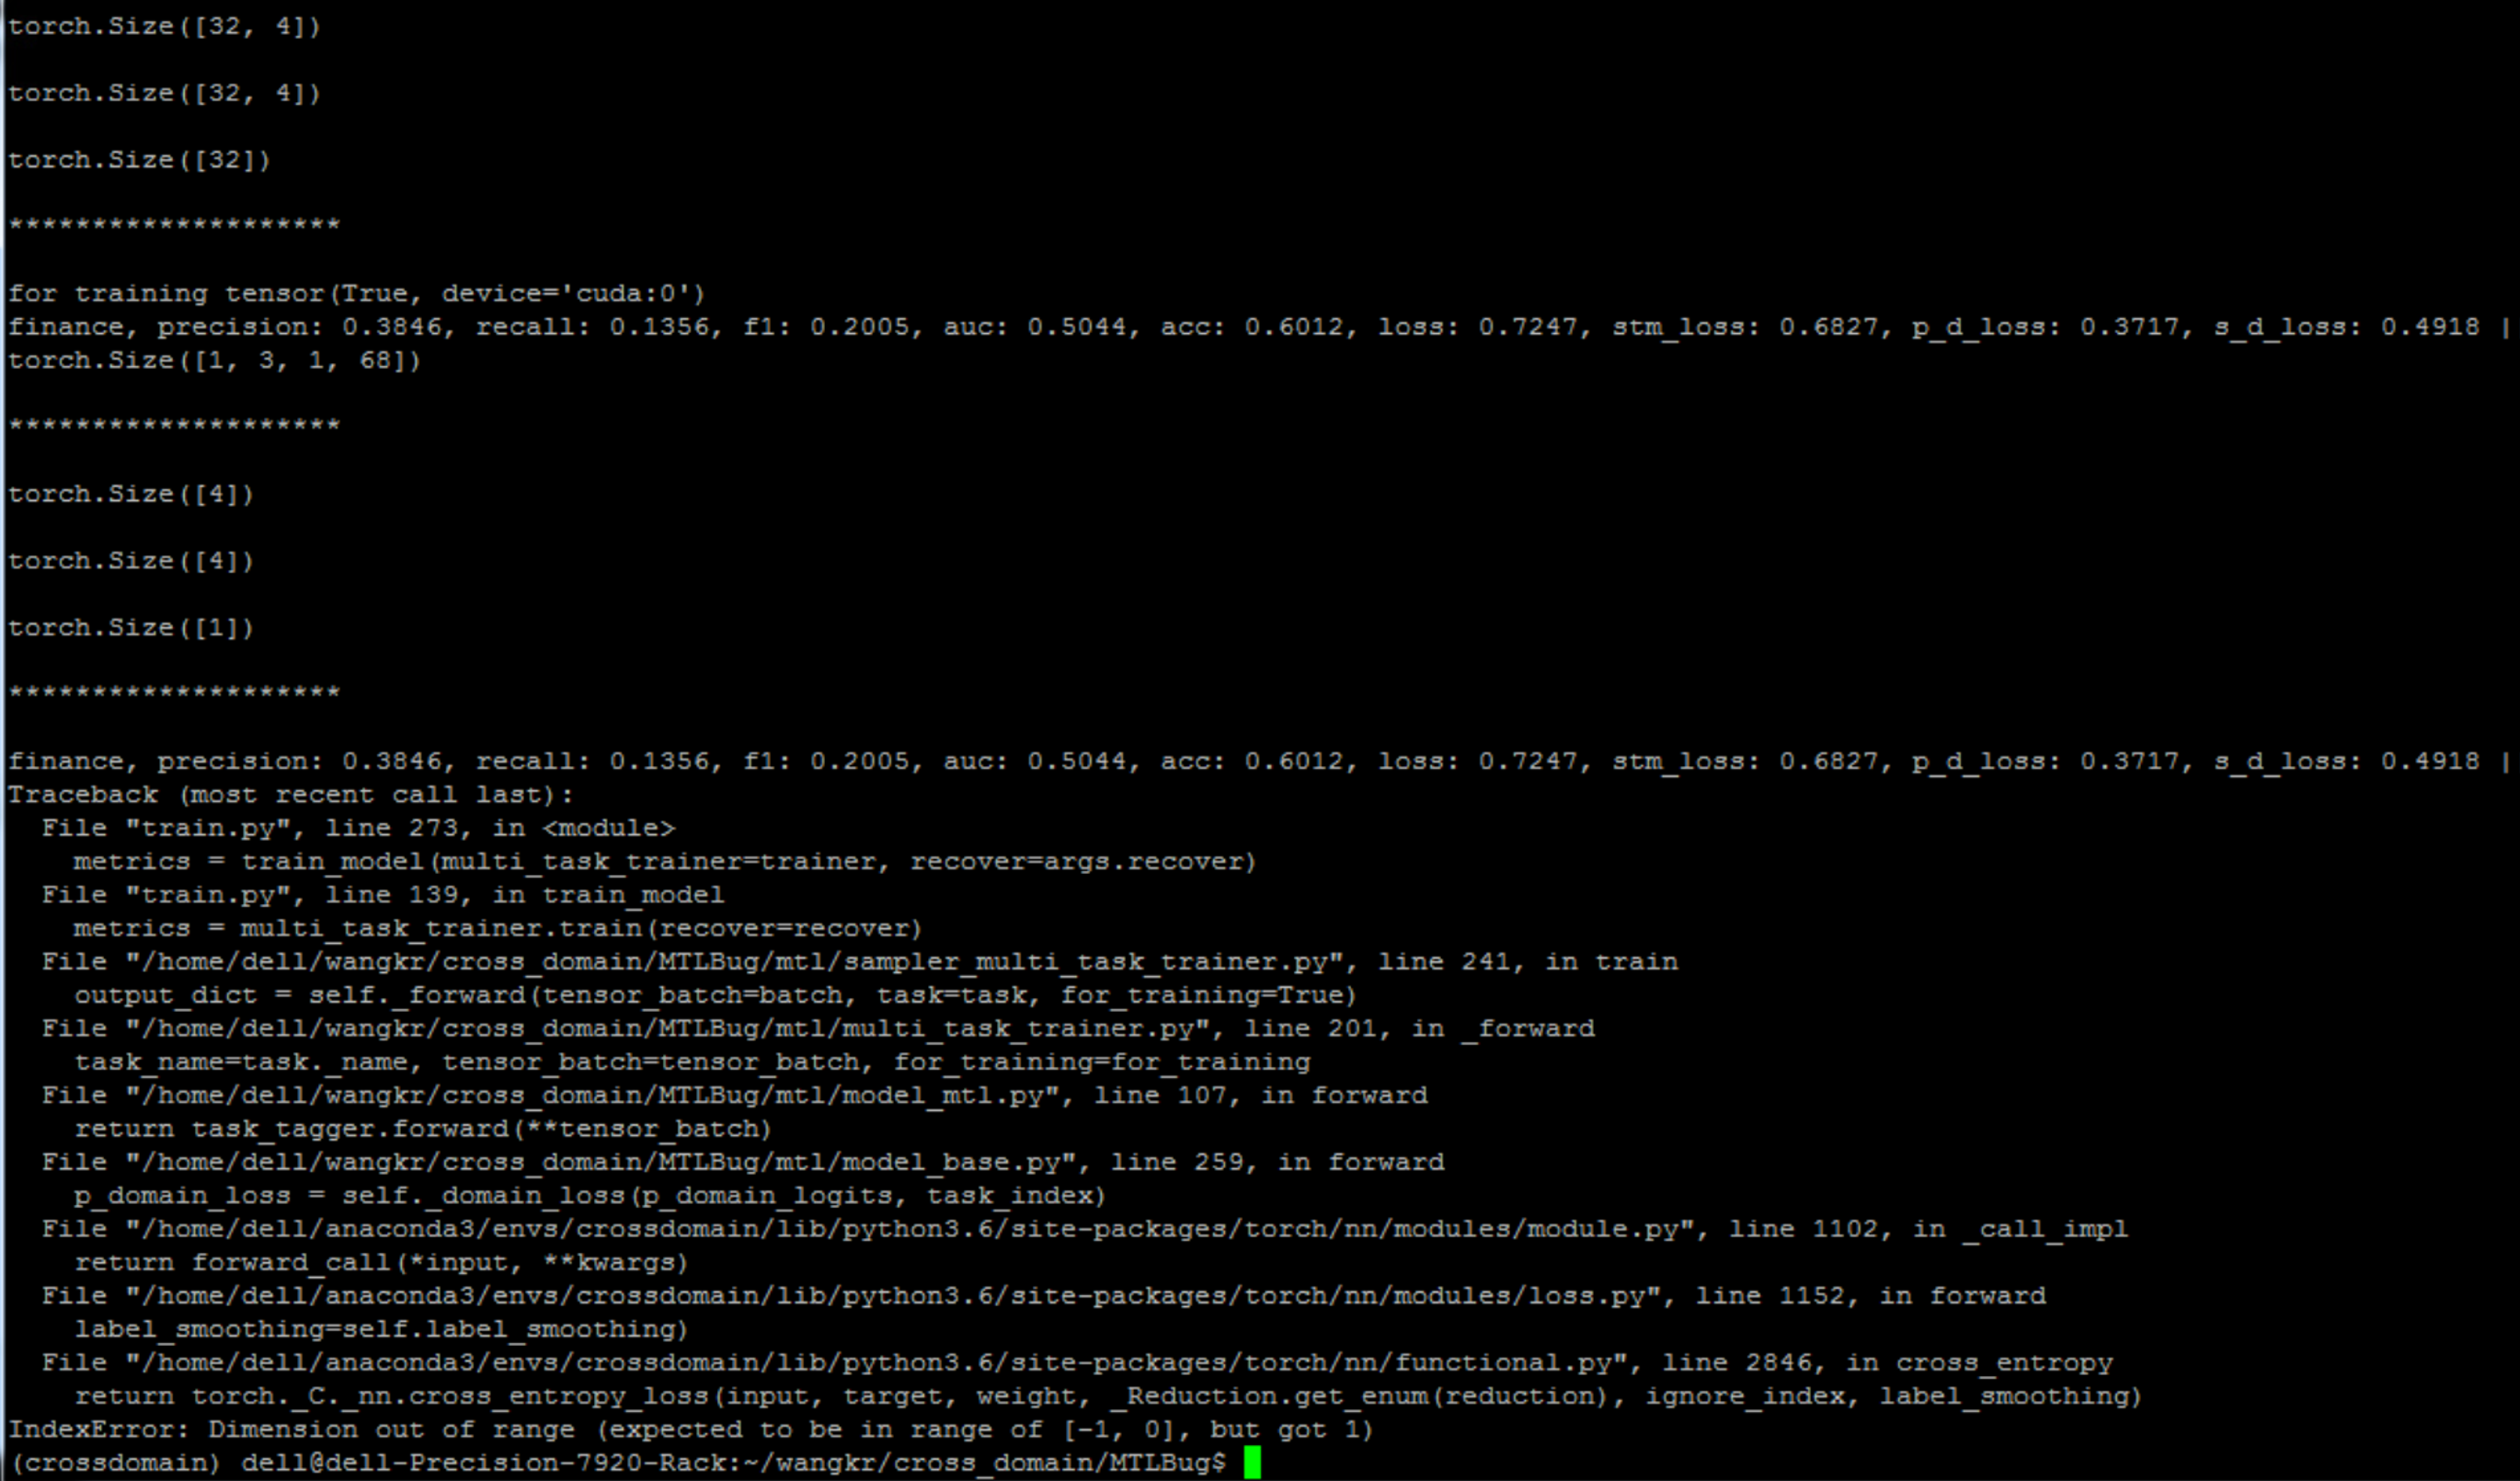 torch.Size([32, 4])
torch.Size([32, 4])
torch.Size([32])
********************
for training tensor(True, device='cuda:0')
finance, precision: 0.3846, recall: 0.1356, f1: 0.2005, auc: 0.5044, acc: 0.6012, loss: 0.7247, stm_loss: 0.6827, p_d_loss: 0.3717, s_d_loss: 0.4918 |
torch.Size([1, 3, 1, 68])
********************
torch.Size([4])
torch.Size([4])
torch.Size([1])
********************
finance, precision: 0.3846, recall: 0.1356, f1: 0.2005, auc: 0.5044, acc: 0.6012, loss: 0.7247, stm_loss: 0.6827, p_d_loss: 0.3717, s_d_loss: 0.4918 |
Traceback (most recent call last):
  File "train.py", line 273, in <module>
    metrics = train_model(multi_task_trainer=trainer, recover=args.recover)
  File "train.py", line 139, in train_model
    metrics = multi_task_trainer.train(recover=recover)
  File "/home/dell/wangkr/cross_domain/MTLBug/mtl/sampler_multi_task_trainer.py", line 241, in train
    output_dict = self._forward(tensor_batch=batch, task=task, for_training=True)
  File "/home/dell/wangkr/cross_domain/MTLBug/mtl/multi_task_trainer.py", line 201, in _forward
    task_name=task._name, tensor_batch=tensor_batch, for_training=for_training
  File "/home/dell/wangkr/cross_domain/MTLBug/mtl/model_mtl.py", line 107, in forward
    return task_tagger.forward(**tensor_batch)
  File "/home/dell/wangkr/cross_domain/MTLBug/mtl/model_base.py", line 259, in forward
    p_domain_loss = self._domain_loss(p_domain_logits, task_index)
  File "/home/dell/anaconda3/envs/crossdomain/lib/python3.6/site-packages/torch/nn/modules/module.py", line 1102, in _call_impl
    return forward_call(*input, **kwargs)
  File "/home/dell/anaconda3/envs/crossdomain/lib/python3.6/site-packages/torch/nn/modules/loss.py", line 1152, in forward
    label_smoothing=self.label_smoothing)
  File "/home/dell/anaconda3/envs/crossdomain/lib/python3.6/site-packages/torch/nn/functional.py", line 2846, in cross_entropy
    return torch._C._nn.cross_entropy_loss(input, target, weight, _Reduction.get_enum(reduction), ignore_index, label_smoothing)
IndexError: Dimension out of range (expected to be in range of [-1, 0], but got 1)
(crossdomain) dell@dell-Precision-7920-Rack:~/wangkr/cross_domain/MTLBug$